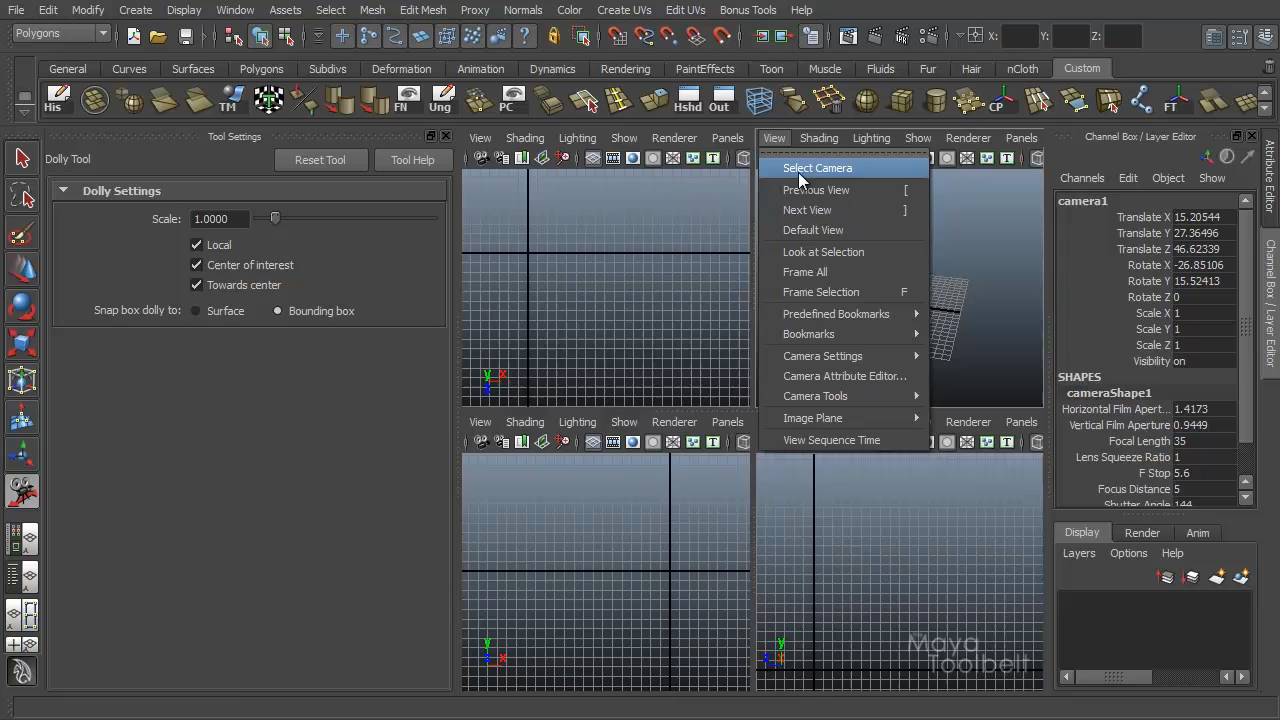 File Edit Modify Create Display Window Assets Select Mesh Edit Mesh Proxy Normals Color Create UVs Edit UVs Bonus Tools Help
Polygons X: Y: Z:
General Curves Surfaces Polygons Subdivs Deformation Animation Dynamics Rendering PaintEffects Toon Muscle Fluids Fur Hair nCloth Custom
His TM FN Ung PC Hshd Out CP FT
Tool Settings
Dolly Tool Reset Tool Tool Help
Dolly Settings
Scale: 1.0000
Local
Center of interest
Towards center
Snap box dolly to: Surface Bounding box
View Shading Lighting Show Renderer Panels
View Shading Lighting Show Renderer Panels
Select Camera
Previous View [
Next View ]
Default View
Look at Selection
Frame All
Frame Selection F
Predefined Bookmarks
Bookmarks
Camera Settings
Camera Attribute Editor...
Camera Tools
Image Plane
View Sequence Time
y x z
View Shading Lighting Show Renderer Panels
Renderer Panels
y z x
y z
Maya
Toolbelt
Channel Box / Layer Editor
Channels Edit Object Show
camera1
Translate X 15.20544
Translate Y 27.36496
Translate Z 46.62339
Rotate X -26.85106
Rotate Y 15.52413
Rotate Z 0
Scale X 1
Scale Y 1
Scale Z 1
Visibility on
SHAPES
cameraShape1
Horizontal Film Apert... 1.4173
Vertical Film Apertu... 0.9449
Focal Length 35
Lens Squeeze Ratio 1
F Stop 5.6
Focus Distance 5
Shutter Angle 144
Display Render Anim
Layers Options Help
Attribute Editor
Channel Box / Layer Editor